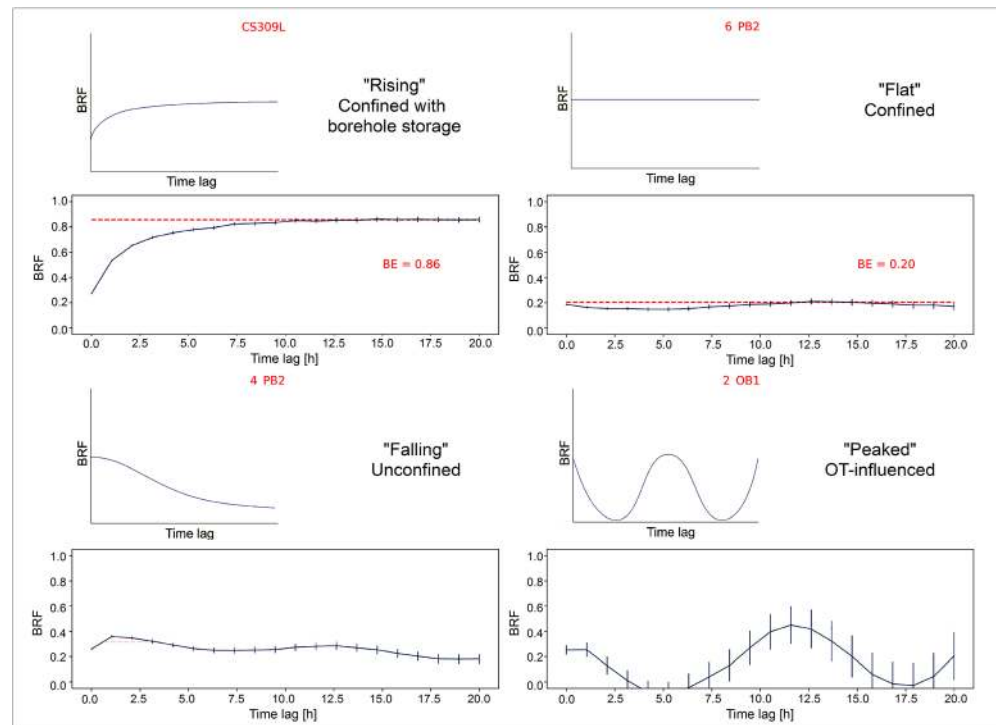 CS309L
BRF
"Rising"
Confined with
borehole storage
Time lag
1.0
0.8
0.6
0.4
0.2
0.0
BRF
BE = 0.86
0.0 2.5 5.0 7.5 10.0 12.5 15.0 17.5 20.0
Time lag [h]
6 PB2
BRF
"Flat"
Confined
Time lag
1.0
0.8
0.6
0.4
0.2
0.0
BRF
BE = 0.20
0.0 2.5 5.0 7.5 10.0 12.5 15.0 17.5 20.0
Time lag [h]
4 PB2
BRF
"Falling"
Unconfined
Time lag
1.0
0.8
0.6
0.4
0.2
0.0
BRF
0.0 2.5 5.0 7.5 10.0 12.5 15.0 17.5 20.0
Time lag [h]
2 OB1
BRF
"Peaked"
OT-influenced
Time lag
1.0
0.8
0.6
0.4
0.2
0.0
BRF
0.0 2.5 5.0 7.5 10.0 12.5 15.0 17.5 20.0
Time lag [h]